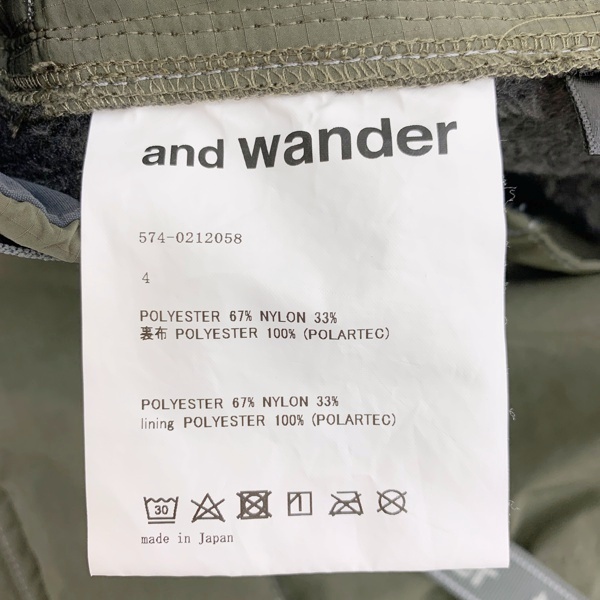 and wander
574-0212058
4
POLYESTER 67% NYLON 33%
裏布 POLYESTER 100% (POLARTEC)
POLYESTER 67% NYLON 33%
lining POLYESTER 100% (POLARTEC)
30
made in Japan